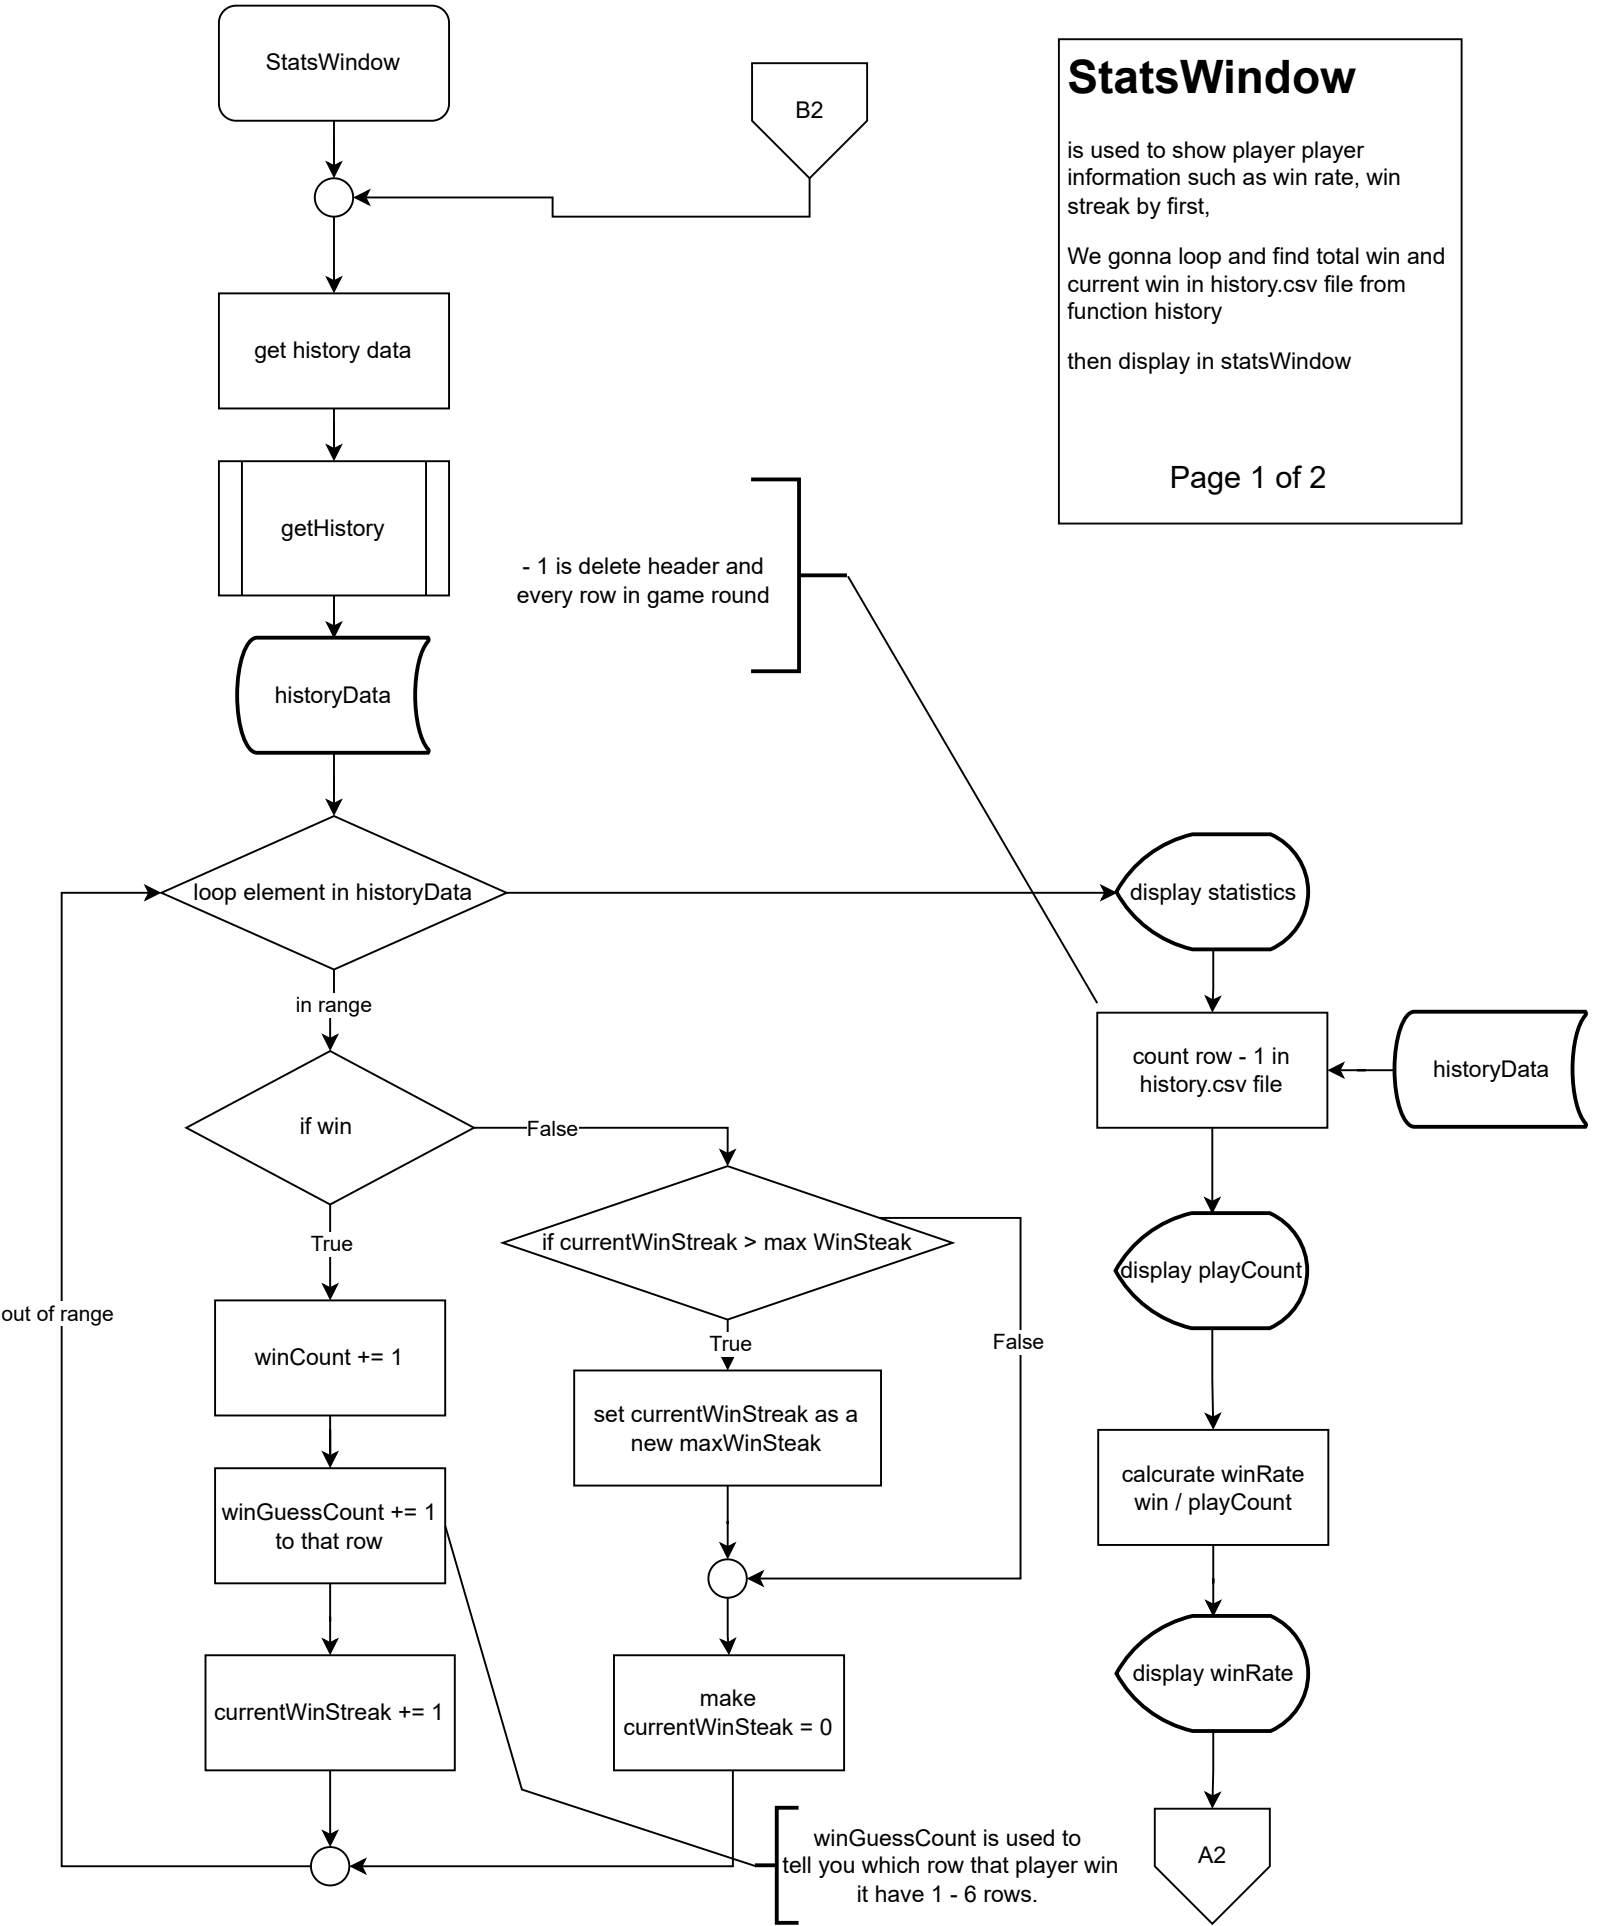 StatsWindow
B2
StatsWindow
is used to show player player
information such as win rate, win
streak by first,
We gonna loop and find total win and
current win in history.csv file from
function history
then display in statsWindow
Page 1 of 2
get history data
getHistory
- 1 is delete header and
every row in game round
historyData
loop element in historyData
display statistics
in range
count row - 1 in
history.csv file
historyData
if win
False
if currentWinStreak > max WinSteak
display playCount
True
out of range
True
False
winCount += 1
set currentWinStreak as a
new maxWinSteak
calcurate winRate
win / playCount
winGuessCount += 1
to that row
currentWinStreak += 1
make
currentWinSteak = 0
display winRate
winGuessCount is used to
tell you which row that player win
it have 1 - 6 rows.
A2